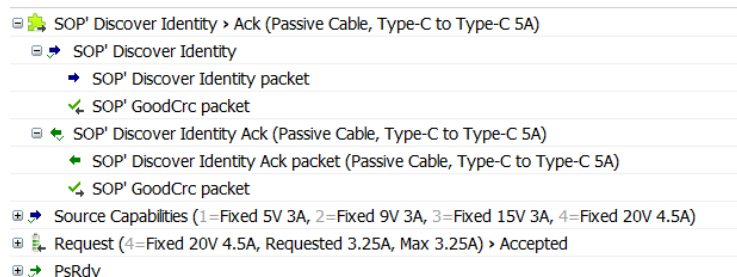 SOP' Discover Identity › Ack (Passive Cable, Type-C to Type-C 5A)
SOP' Discover Identity
SOP' Discover Identity packet
SOP' GoodCrc packet
SOP' Discover Identity Ack (Passive Cable, Type-C to Type-C 5A)
SOP' Discover Identity Ack packet (Passive Cable, Type-C to Type-C 5A)
SOP' GoodCrc packet
Source Capabilities (1=Fixed 5V 3A, 2=Fixed 9V 3A, 3=Fixed 15V 3A, 4=Fixed 20V 4.5A)
Request (4=Fixed 20V 4.5A, Requested 3.25A, Max 3.25A) › Accepted
PsRdy